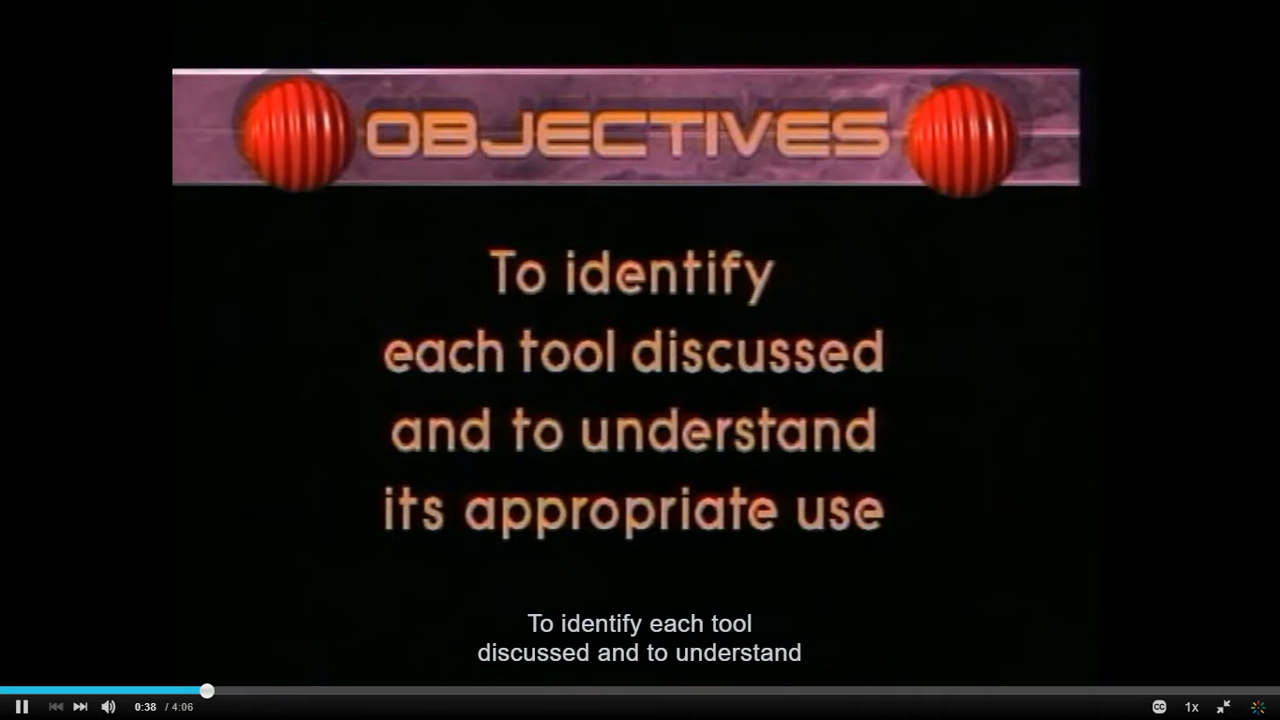 OBJECTIVES
To identify
each tool discussed
and to understand
its appropriate use
To identify each tool
discussed and to understand
0:38 / 4:06
CC
1x